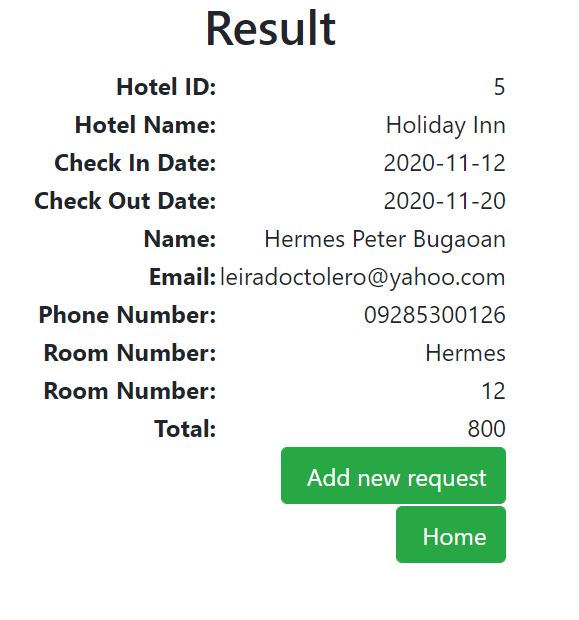 Result
Hotel ID: 5
Hotel Name: Holiday Inn
Check In Date: 2020-11-12
Check Out Date: 2020-11-20
Name: Hermes Peter Bugaoan
Email: leiradoctolero@yahoo.com
Phone Number: 09285300126
Room Number: Hermes
Room Number: 12
Total: 800
Add new request
Home